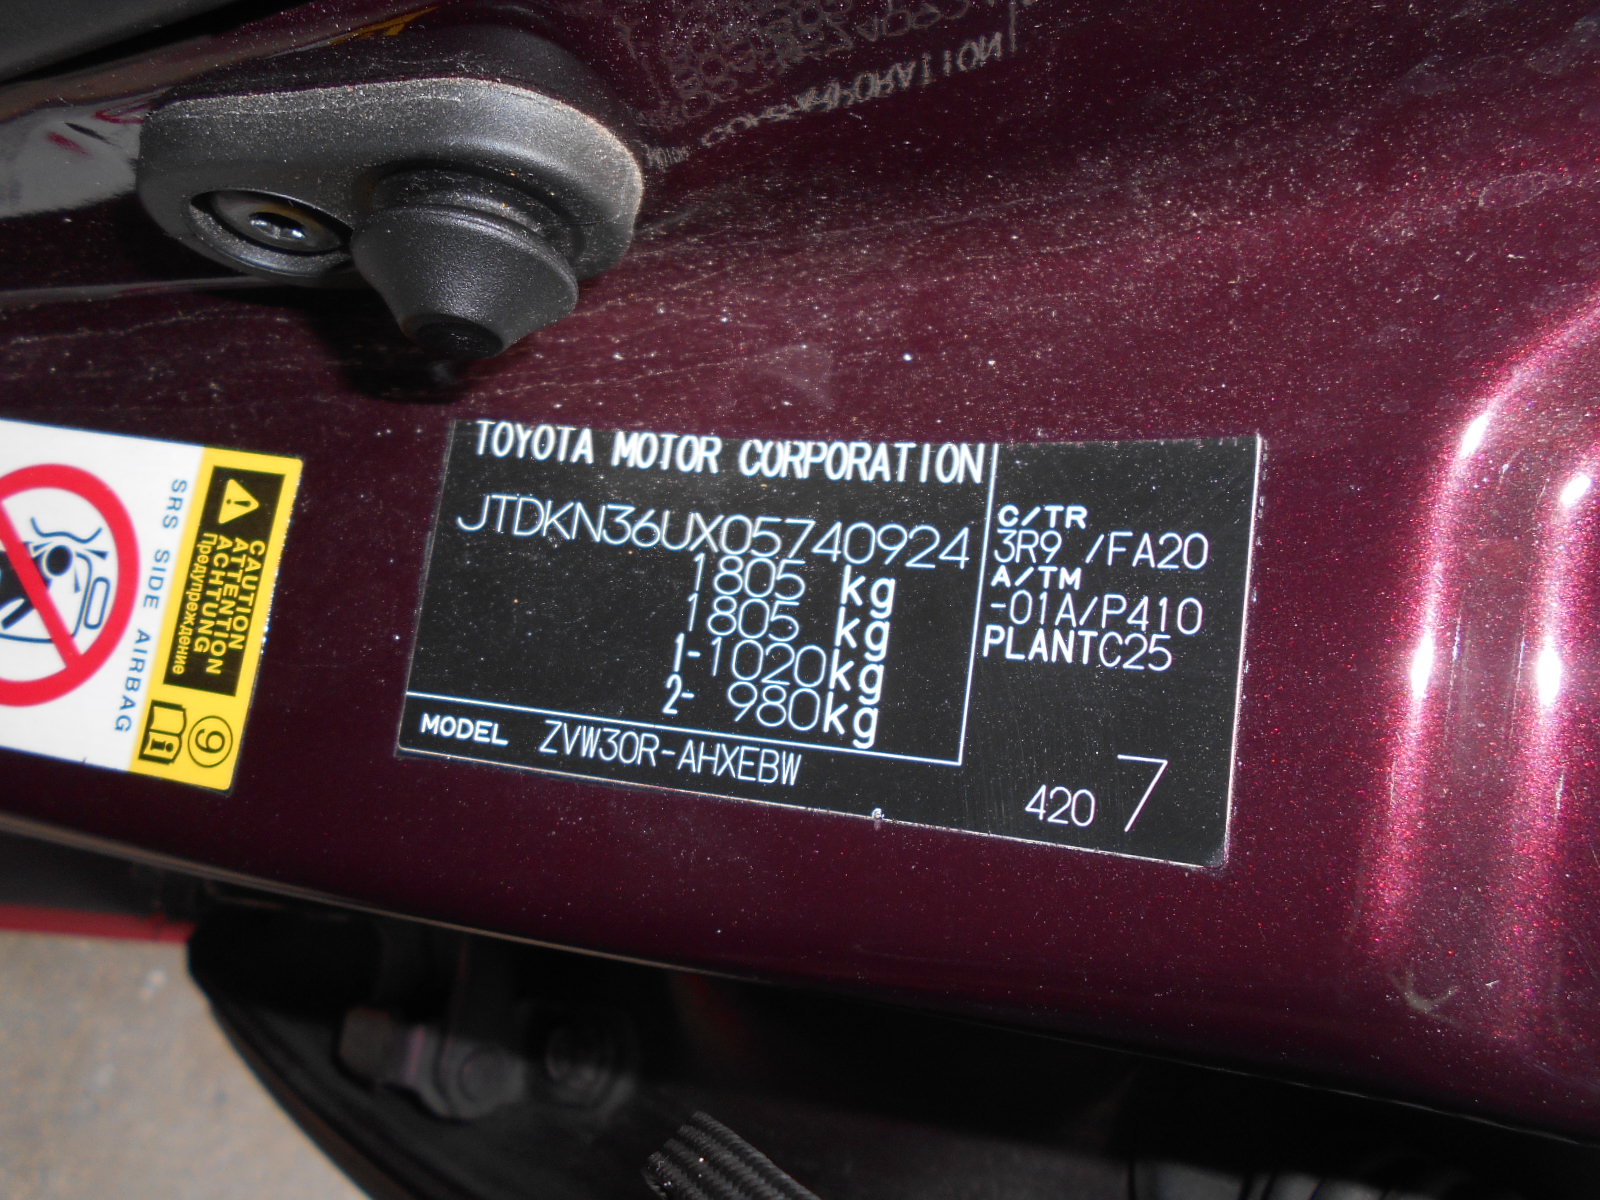 TOYOTA MOTOR CORPORATION
JTDKN36UX05740924
1805 kg
1805 kg
1-1020kg
2- 980kg
MODEL ZVW30R-AHXEBW
C/TR
3R9 /FA20
A/TM
-01A/P410
PLANTC25
420 7
CAUTION
ATTENTION
ACHTUNG
Предупреждение
9
SRS SIDE AIRBAG